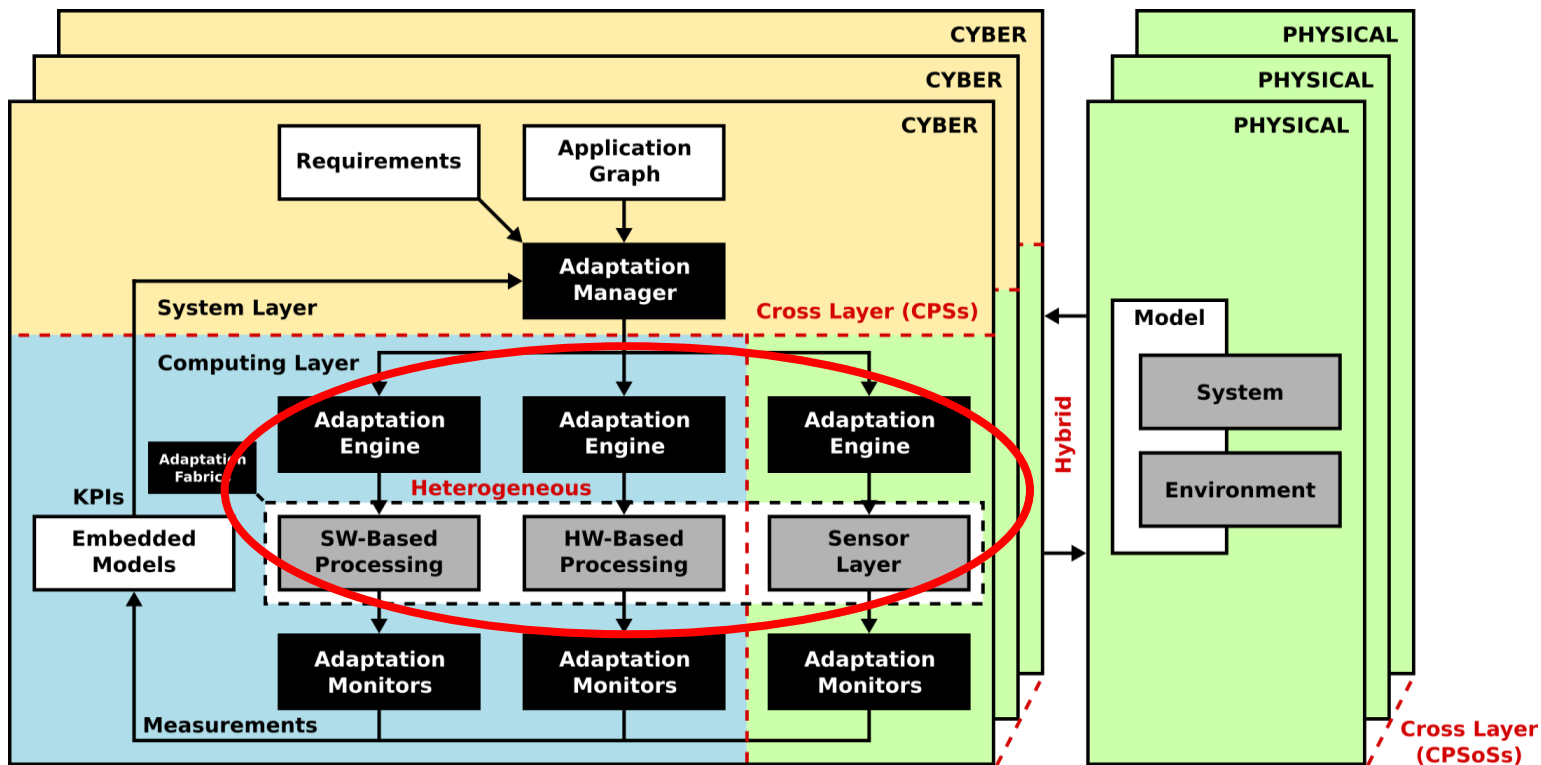 CYBER
PHYSICAL
CYBER
PHYSICAL
CYBER
PHYSICAL
Requirements
Application
Graph
Adaptation
Manager
System Layer
Cross Layer (CPSs)
Model
Computing Layer
System
Adaptation
Engine
Adaptation
Engine
Adaptation
Engine
Hybrid
Adaptation
Fabric
Heterogeneous
Environment
KPIs
Embedded
Models
SW-Based
Processing
HW-Based
Processing
Sensor
Layer
Adaptation
Monitors
Adaptation
Monitors
Adaptation
Monitors
Measurements
Cross Layer
(CPSoSs)